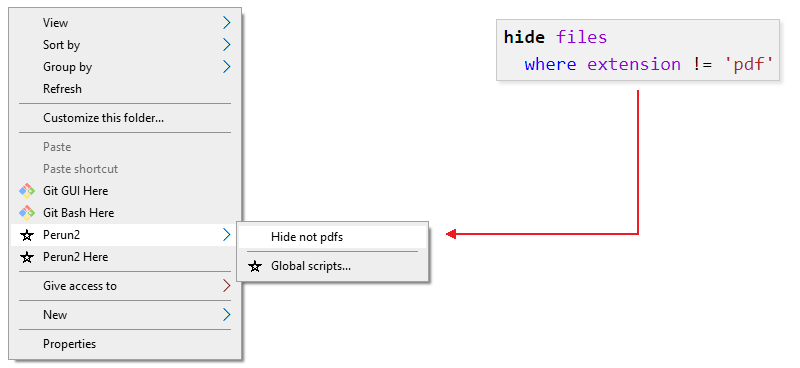 View
Sort by
Group by
Refresh
Customize this folder...
Paste
Paste shortcut
Git GUI Here
Git Bash Here
Perun2
Perun2 Here
Give access to
New
Properties
Hide not pdfs
Global scripts...
hide files
where extension != 'pdf'